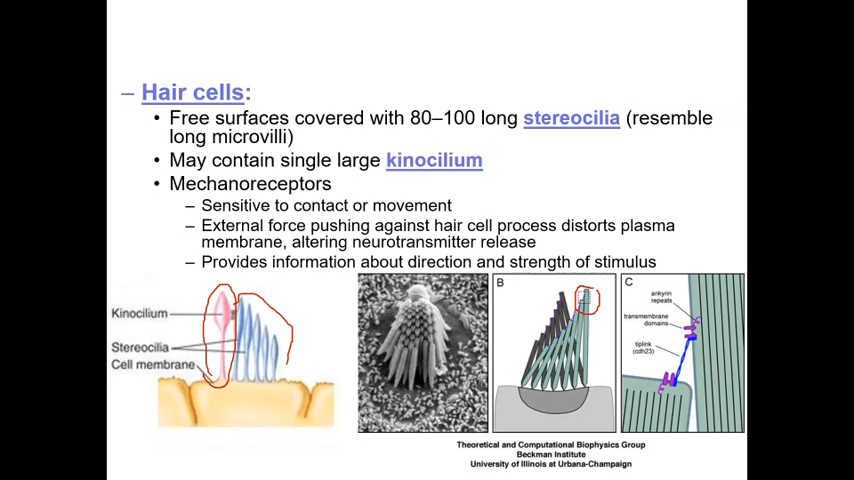 – Hair cells:
• Free surfaces covered with 80–100 long stereocilia (resemble
long microvilli)
• May contain single large kinocilium
• Mechanoreceptors
– Sensitive to contact or movement
– External force pushing against hair cell process distorts plasma
membrane, altering neurotransmitter release
– Provides information about direction and strength of stimulus
Kinocilium
Stereocilia
Cell membrane
B
C
ankyrin
repeats
transmembrane
domains
tiplink
(cdh23)
Theoretical and Computational Biophysics Group
Beckman Institute
University of Illinois at Urbana-Champaign